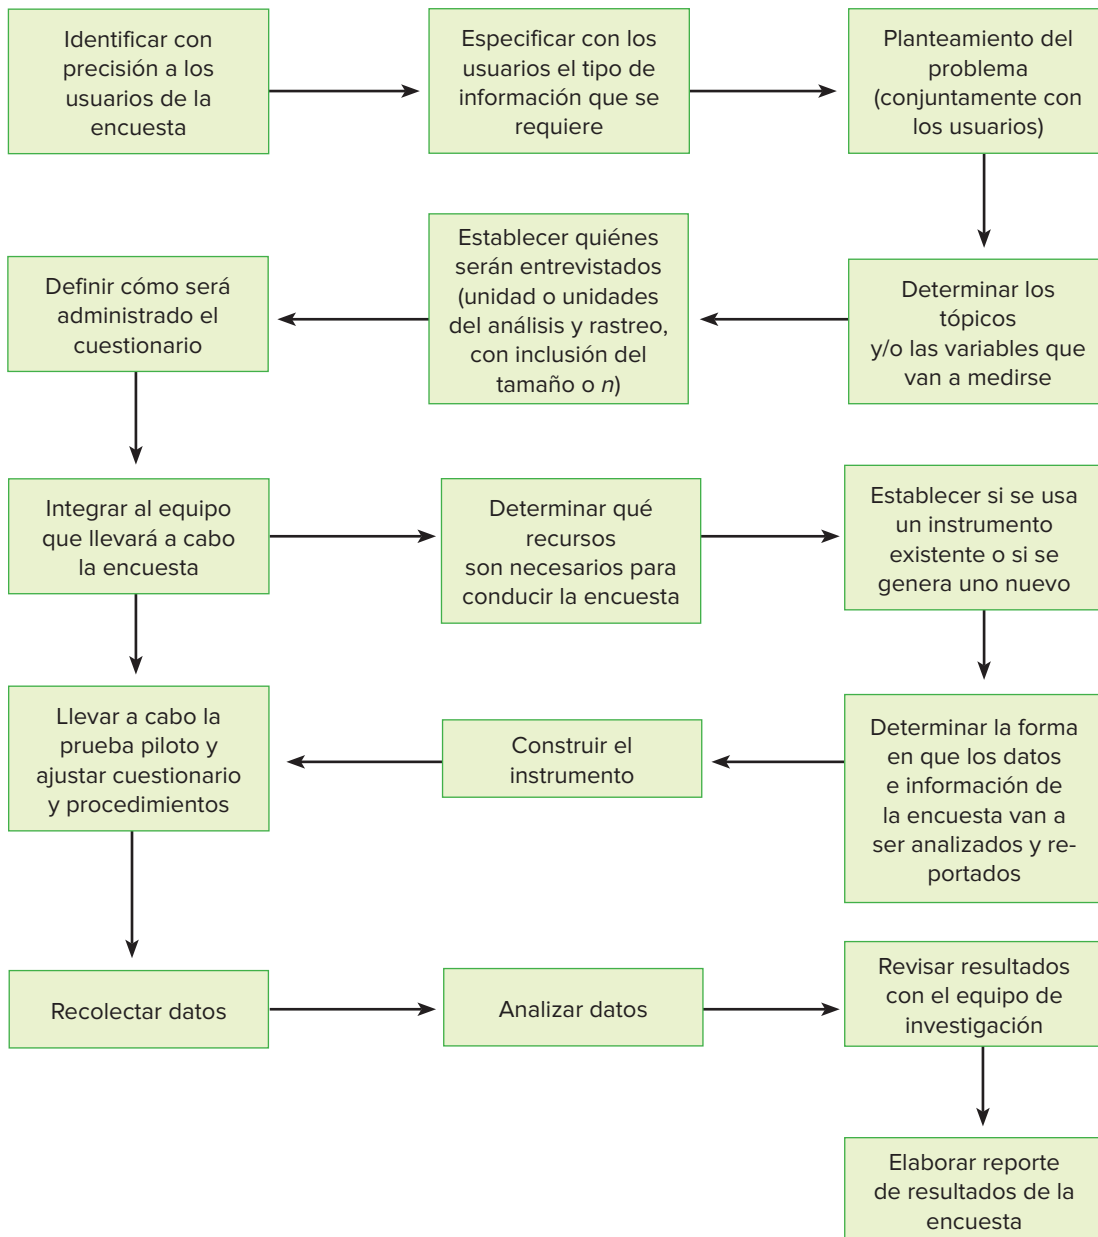 Identificar con
precisión a los
usuarios de la
encuesta
Especificar con los
usuarios el tipo de
información que se
requiere
Planteamiento del
problema
(conjuntamente con
los usuarios)
Determinar los
tópicos
y/o las variables que
van a medirse
Establecer quiénes
serán entrevistados
(unidad o unidades
del análisis y rastreo,
con inclusión del
tamaño o n)
Definir cómo será
administrado el
cuestionario
Integrar al equipo
que llevará a cabo
la encuesta
Determinar qué
recursos
son necesarios para
conducir la encuesta
Establecer si se usa
un instrumento
existente o si se
genera uno nuevo
Determinar la forma
en que los datos
e información de
la encuesta van a
ser analizados y re-
portados
Construir el
instrumento
Llevar a cabo la
prueba piloto y
ajustar cuestionario
y procedimientos
Recolectar datos
Analizar datos
Revisar resultados
con el equipo de
investigación
Elaborar reporte
de resultados de la
encuesta